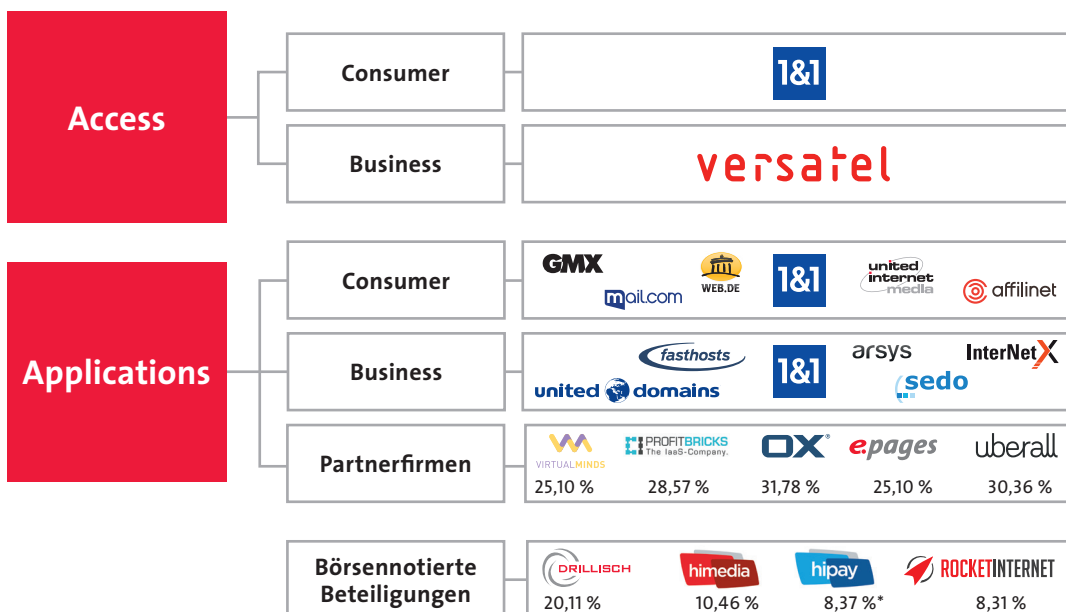 Access
Consumer
1&1
Business
versatel
Applications
Consumer
GMX
mail.com
WEB.DE
1&1
united
internet
media
affilinet
Business
fasthosts
united domains
1&1
arsys
sedo
InterNetX
Partnerfirmen
VIRTUALMINDS
25,10 %
PROFITBRICKS
The IaaS-Company.
28,57 %
OX®
31,78 %
e.pages
25,10 %
uberall
30,36 %
Börsennotierte
Beteiligungen
DRILLISCH
20,11 %
himedia
10,46 %
hipay
8,37 %*
ROCKETINTERNET
8,31 %